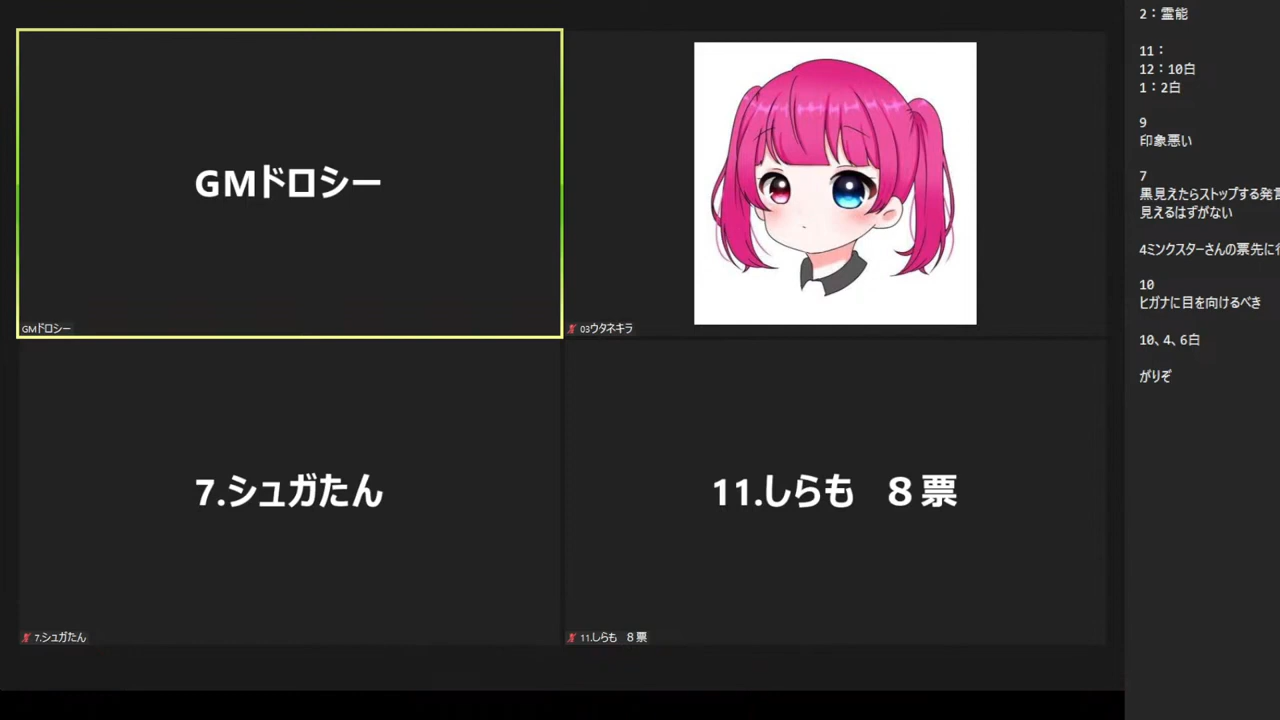 GMドロシー
GMドロシー
03ウタネキラ
7.シュガたん
7.シュガたん
11.しらも 8票
11.しらも 8票
2：霊能
11：
12：10白
1：2白
9
印象悪い
7
黒見えたらストップする発言
見えるはずがない
4ミンクスターさんの票先に
10
ヒガナに目を向けるべき
10、4、6白
がりぞ